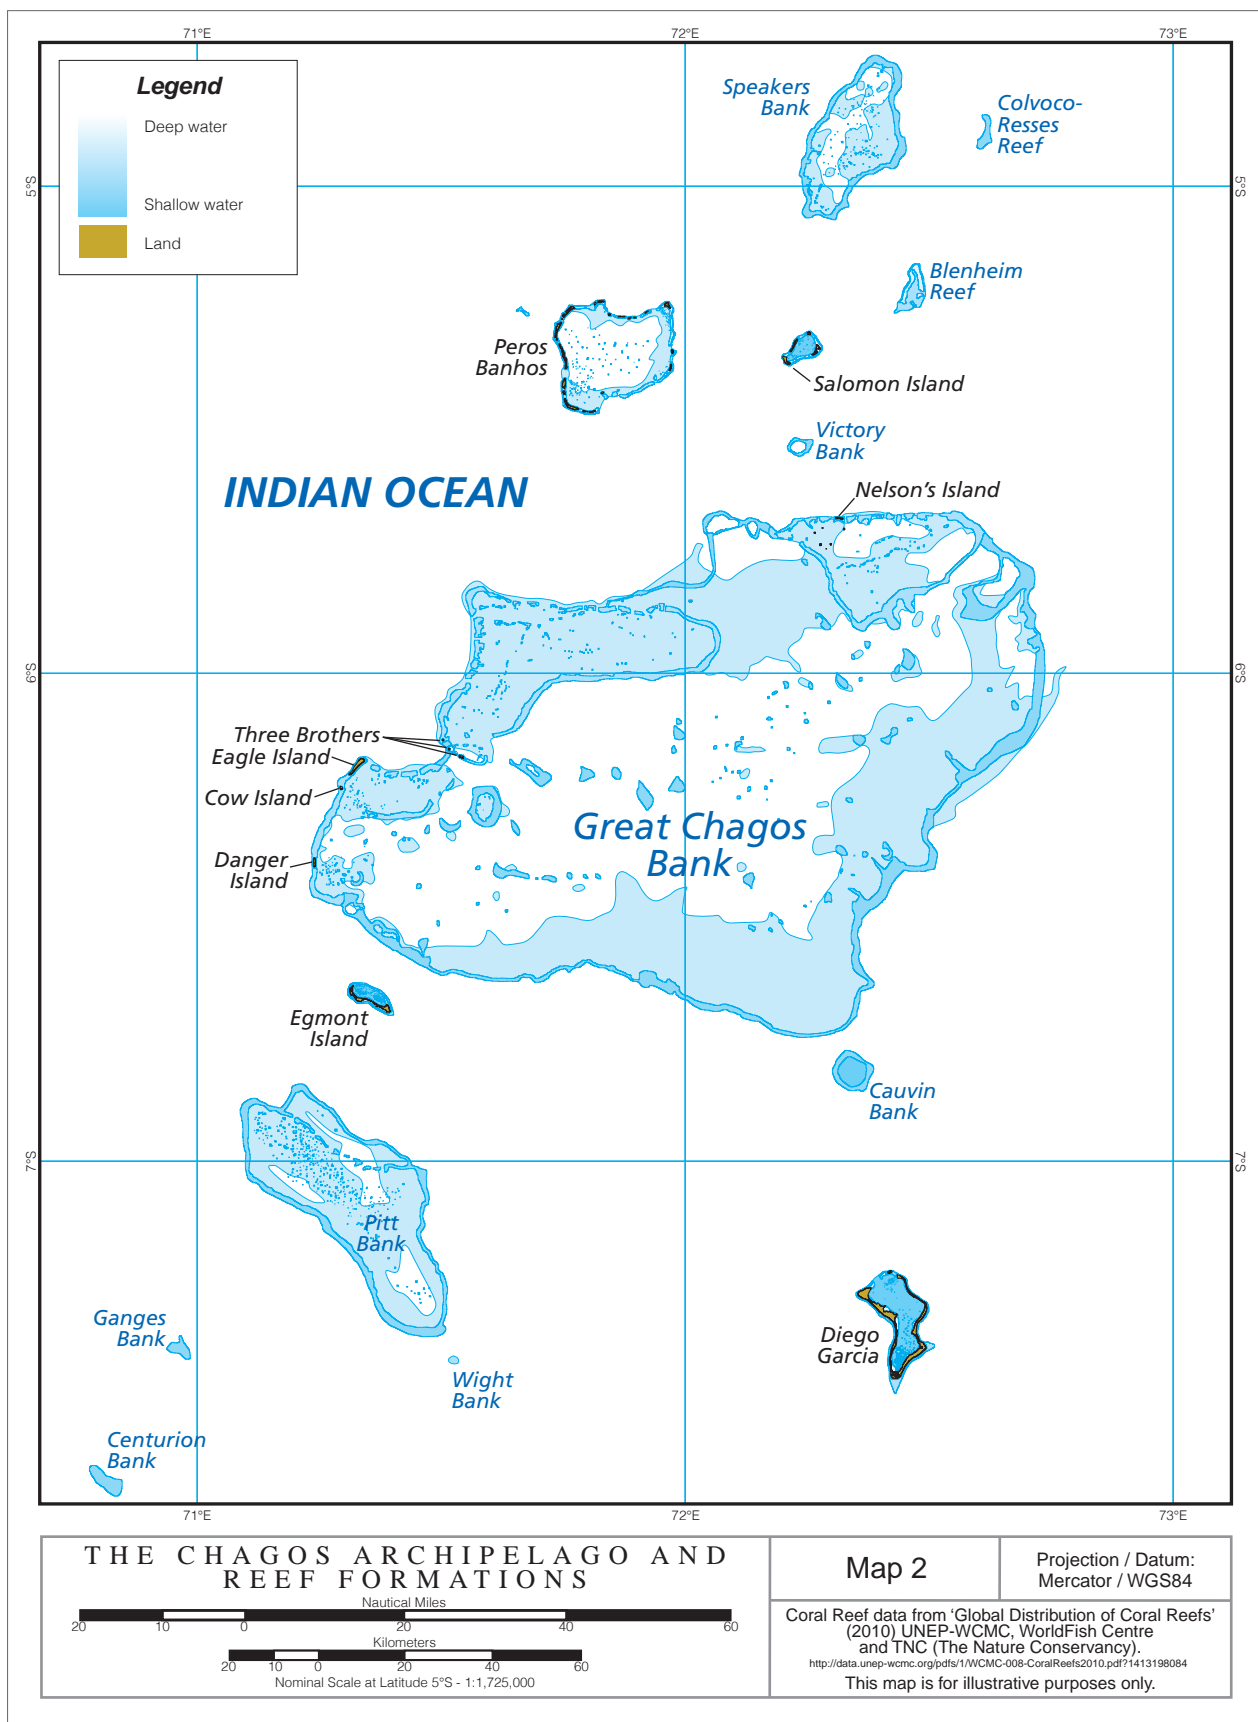 71°E
72°E
73°E
Legend
Deep water
Shallow water
Land
Speakers
Bank
Colvoco-
Resses
Reef
5°S
5°S
Blenheim
Reef
Peros
Banhos
Salomon Island
Victory
Bank
INDIAN OCEAN
Nelson's Island
6°S
6°S
Three Brothers
Eagle Island
Cow Island
Great Chagos
Bank
Danger
Island
Egmont
Island
Cauvin
Bank
7°S
7°S
Pitt
Bank
Ganges
Bank
Diego
Garcia
Wight
Bank
Centurion
Bank
71°E
72°E
73°E
THE CHAGOS ARCHIPELAGO AND
REEF FORMATIONS
Nautical Miles
20 10 0 20 40 60
Kilometers
20 10 0 20 40 60
Nominal Scale at Latitude 5°S - 1:1,725,000
Map 2
Projection / Datum:
Mercator / WGS84
Coral Reef data from ‘Global Distribution of Coral Reefs’
(2010) UNEP-WCMC, WorldFish Centre
and TNC (The Nature Conservancy).
http://data.unep-wcmc.org/pdfs/1/WCMC-008-CoralReefs2010.pdf?1413198084
This map is for illustrative purposes only.